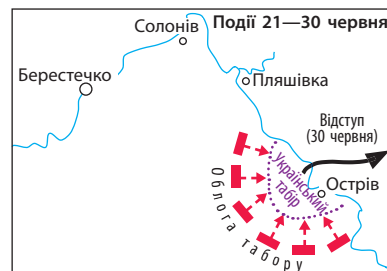 Події 21—30 червня
Солонів
Берестечко
Пляшівка
Відступ
(30 червня)
Український
табір
Острів
Облога табору